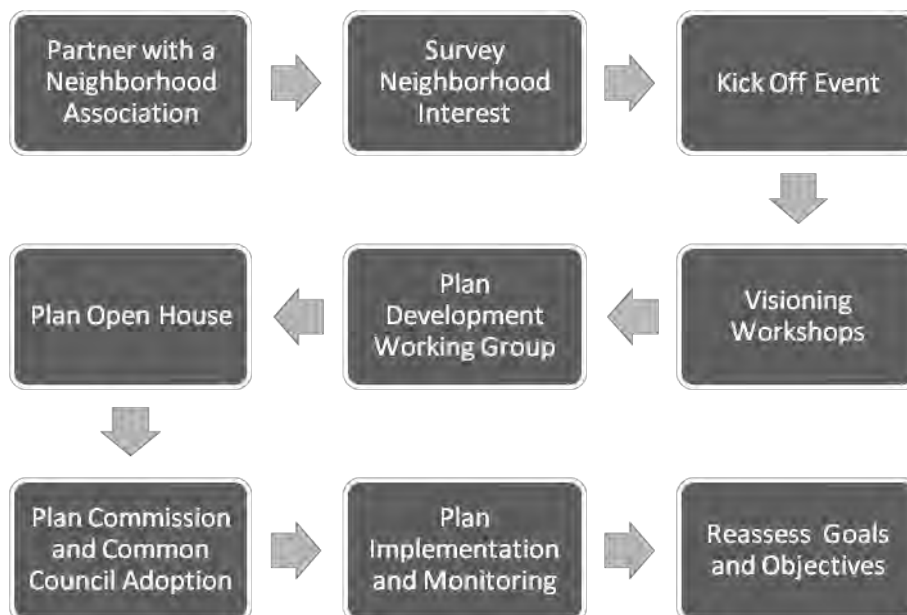 Partner with a
Neighborhood
Association
Survey
Neighborhood
Interest
Kick Off Event
Visioning
Workshops
Plan
Development
Working Group
Plan Open House
Plan Commission
and Common
Council Adoption
Plan
Implementation
and Monitoring
Reassess Goals
and Objectives